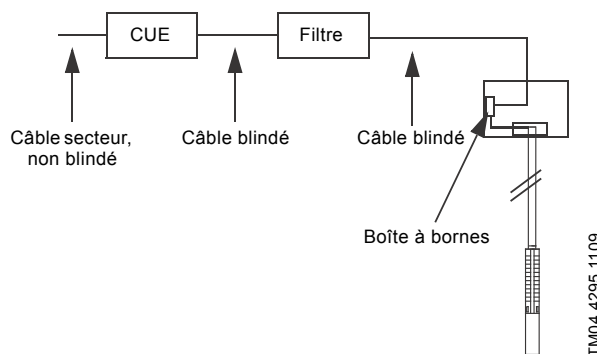 CUE
Filtre
Câble secteur,
non blindé
Câble blindé
Câble blindé
Boîte à bornes
TM04 4295 1109